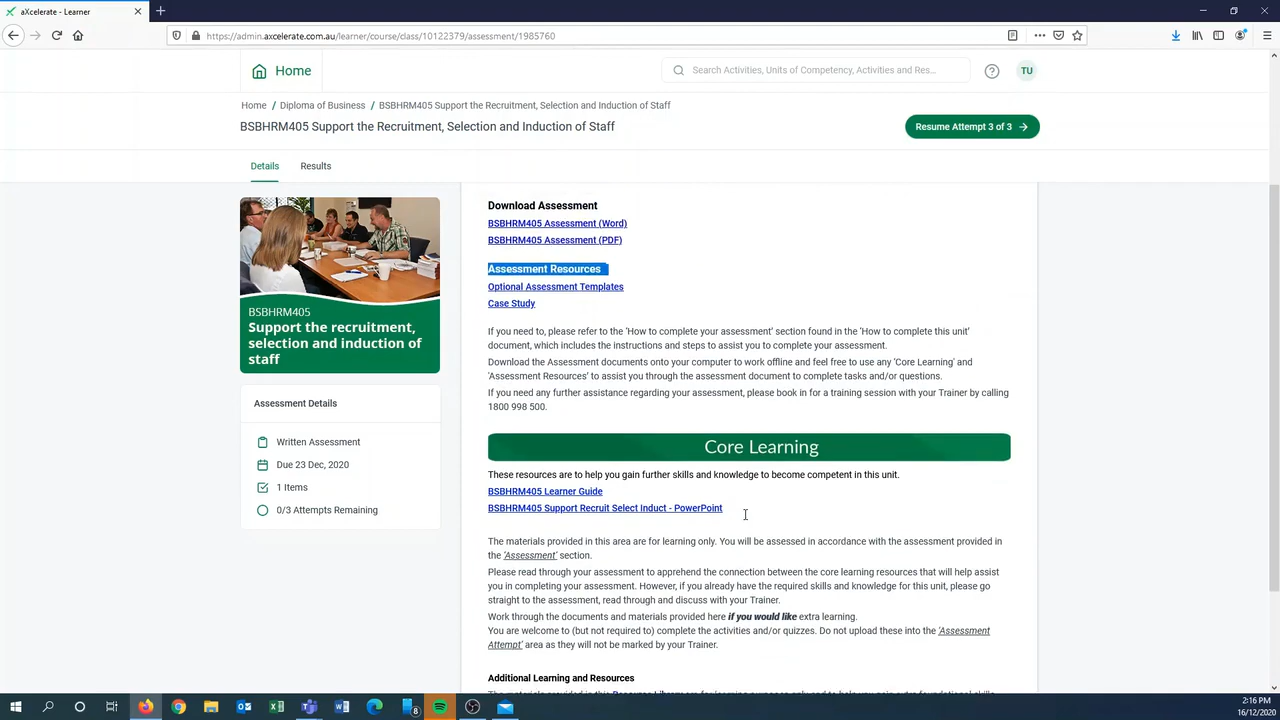 aXcelerate - Learner
https://admin.axcelerate.com.au/learner/course/class/10122379/assessment/1985760
Home
Search Activities, Units of Competency, Activities and Res...
TU
Home / Diploma of Business / BSBHRM405 Support the Recruitment, Selection and Induction of Staff
BSBHRM405 Support the Recruitment, Selection and Induction of Staff
Resume Attempt 3 of 3
Details
Results
BSBHRM405
Support the recruitment,
selection and induction of
staff
Assessment Details
Written Assessment
Due 23 Dec, 2020
1 Items
0/3 Attempts Remaining
Download Assessment
BSBHRM405 Assessment (Word)
BSBHRM405 Assessment (PDF)
Assessment Resources
Optional Assessment Templates
Case Study
If you need to, please refer to the 'How to complete your assessment' section found in the 'How to complete this unit'
document, which includes the instructions and steps to assist you to complete your assessment.
Download the Assessment documents onto your computer to work offline and feel free to use any 'Core Learning' and
'Assessment Resources' to assist you through the assessment document to complete tasks and/or questions.
If you need any further assistance regarding your assessment, please book in for a training session with your Trainer by calling
1800 998 500.
Core Learning
These resources are to help you gain further skills and knowledge to become competent in this unit.
BSBHRM405 Learner Guide
BSBHRM405 Support Recruit Select Induct - PowerPoint
The materials provided in this area are for learning only. You will be assessed in accordance with the assessment provided in
the 'Assessment' section.
Please read through your assessment to apprehend the connection between the core learning resources that will help assist
you in completing your assessment. However, if you already have the required skills and knowledge for this unit, please go
straight to the assessment, read through and discuss with your Trainer.
Work through the documents and materials provided here if you would like extra learning.
You are welcome to (but not required to) complete the activities and/or quizzes. Do not upload these into the 'Assessment
Attempt' area as they will not be marked by your Trainer.
Additional Learning and Resources
8
2:16 PM
16/12/2020